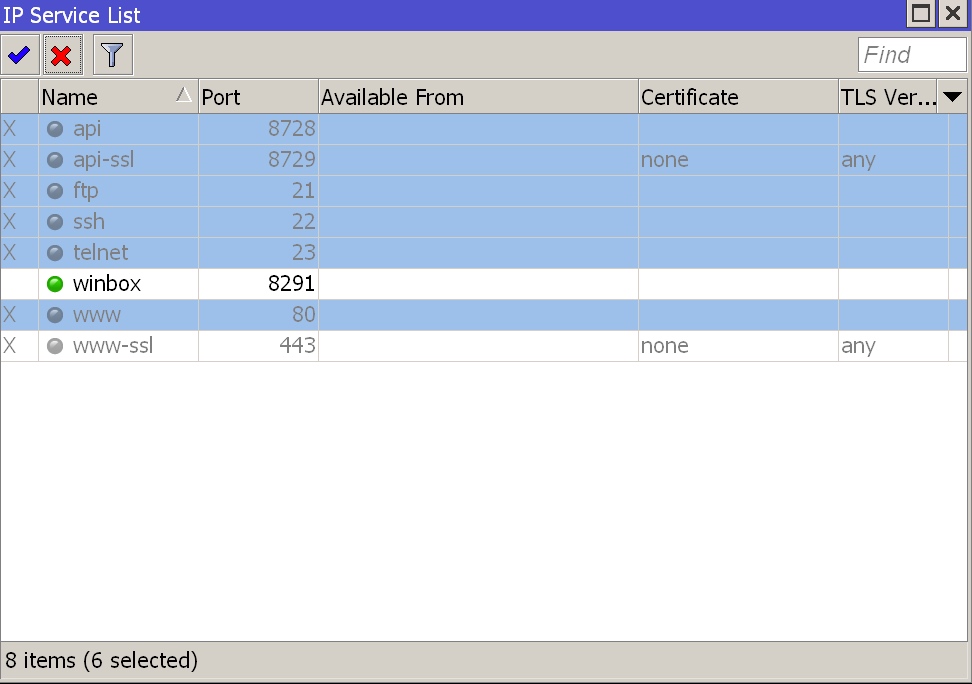 IP Service List
Find
Name Port Available From Certificate TLS Ver...
X api 8728
X api-ssl 8729 none any
X ftp 21
X ssh 22
X telnet 23
winbox 8291
X www 80
X www-ssl 443 none any
8 items (6 selected)